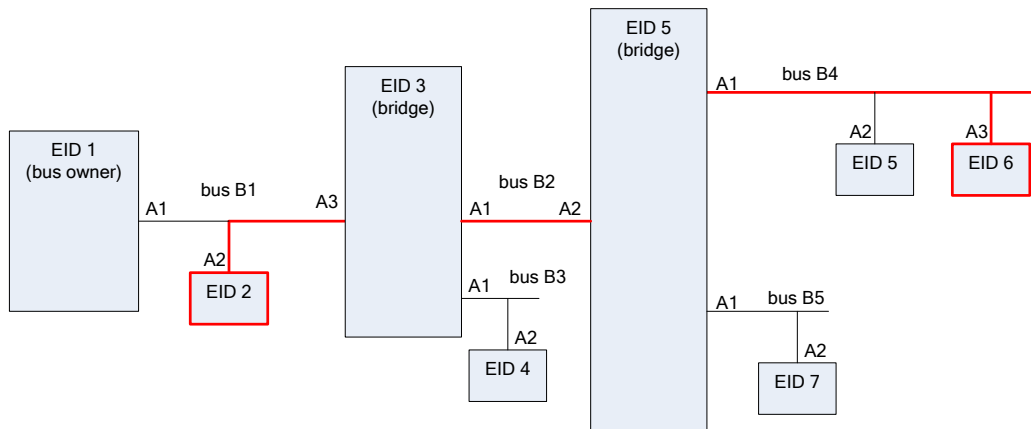 EID 1
(bus owner)
A1
bus B1
A2
EID 2
A3
EID 3
(bridge)
A1
bus B2
A2
A1
bus B3
A2
EID 4
EID 5
(bridge)
A1
bus B4
A2
EID 5
A3
EID 6
A1
bus B5
A2
EID 7